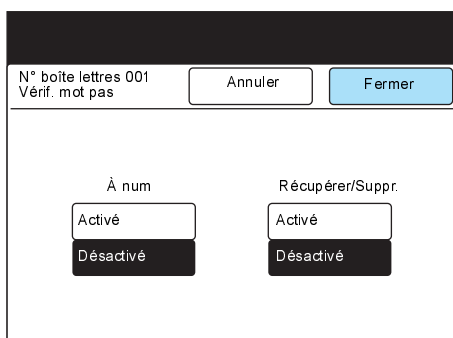 N° boîte lettres 001
Vérif. mot pas
Annuler
Fermer
À num
Récupérer/Suppr.
Activé
Activé
Désactivé
Désactivé